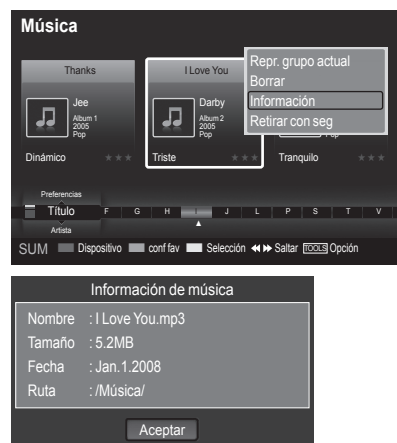 Música
Repr. grupo actual
Borrar
Información
Retirar con seg
Thanks
I Love You
Jee
Album 1
2005
Pop
Darby
Album 2
2005
Pop
Pop
Dinámico
Triste
Tranquilo
Preferencias
Título F G H I J L P S T V
Artista
SUM Dispositivo conf fav Selección Saltar TOOLS Opción
Información de música
Nombre : I Love You.mp3
Tamaño : 5.2MB
Fecha : Jan.1.2008
Ruta : /Música/
Aceptar